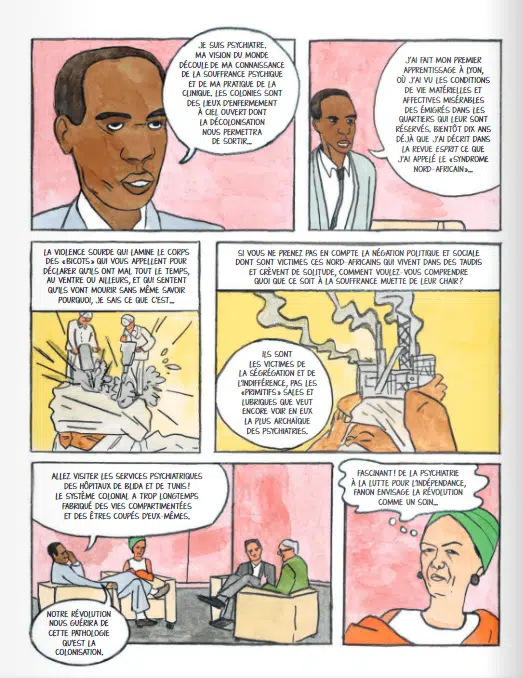 JE SUIS PSYCHIATRE.
MA VISION DU MONDE
DÉCOULE DE MA CONNAISSANCE
DE LA SOUFFRANCE PSYCHIQUE
ET DE MA PRATIQUE DE LA
CLINIQUE. LES COLONIES SONT
DES LIEUX D'ENFERMEMENT
À CIEL OUVERT DONT
LA DÉCOLONISATION
NOUS PERMETTRA
DE SORTIR...
J'AI FAIT MON PREMIER
APPRENTISSAGE À LYON,
OÙ J'AI VU LES CONDITIONS
DE VIE MATÉRIELLES ET
AFFECTIVES MISÉRABLES
DES ÉMIGRÉS DANS LES
QUARTIERS QUI LEUR SONT
RÉSERVÉS. BIENTÔT DIX ANS
DÉJÀ QUE J'AI DÉCRIT DANS
LA REVUE ESPRIT CE QUE
J'AI APPELÉ LE «SYNDROME
NORD-AFRICAIN»...
LA VIOLENCE SOURDE QUI LAMINE LE CORPS
DES «BICOTS» QUI VOUS APPELLENT POUR
DÉCLARER QU'ILS ONT MAL TOUT LE TEMPS,
AU VENTRE OU AILLEURS, ET QUI SENTENT
QU'ILS VONT MOURIR SANS MÊME SAVOIR
POURQUOI, JE SAIS CE QUE C'EST...
SI VOUS NE PRENEZ PAS EN COMPTE LA NÉGATION POLITIQUE ET SOCIALE
DONT SONT VICTIMES CES NORD-AFRICAINS QUI VIVENT DANS DES TAUDIS
ET CRÈVENT DE SOLITUDE, COMMENT VOULEZ-VOUS COMPRENDRE
QUOI QUE CE SOIT À LA SOUFFRANCE MUETTE DE LEUR CHAIR ?
ILS SONT
LES VICTIMES DE
LA SÉGRÉGATION ET DE
L'INDIFFÉRENCE, PAS LES
«PRIMITIFS» SALES ET
LUBRIQUES QUE VEUT
ENCORE VOIR EN EUX
LA PLUS ARCHAÏQUE
DES PSYCHIATRIES.
ALLEZ VISITER LES SERVICES PSYCHIATRIQUES
DES HÔPITAUX DE BLIDA ET DE TUNIS !
LE SYSTÈME COLONIAL A TROP LONGTEMPS
FABRIQUÉ DES VIES COMPARTIMENTÉES
ET DES ÊTRES COUPÉS D'EUX-MÊMES.
NOTRE RÉVOLUTION
NOUS GUÉRIRA DE
CETTE PATHOLOGIE
QU'EST LA
COLONISATION.
FASCINANT ! DE LA PSYCHIATRIE
À LA LUTTE POUR L'INDÉPENDANCE,
FANON ENVISAGE LA RÉVOLUTION
COMME UN SOIN...